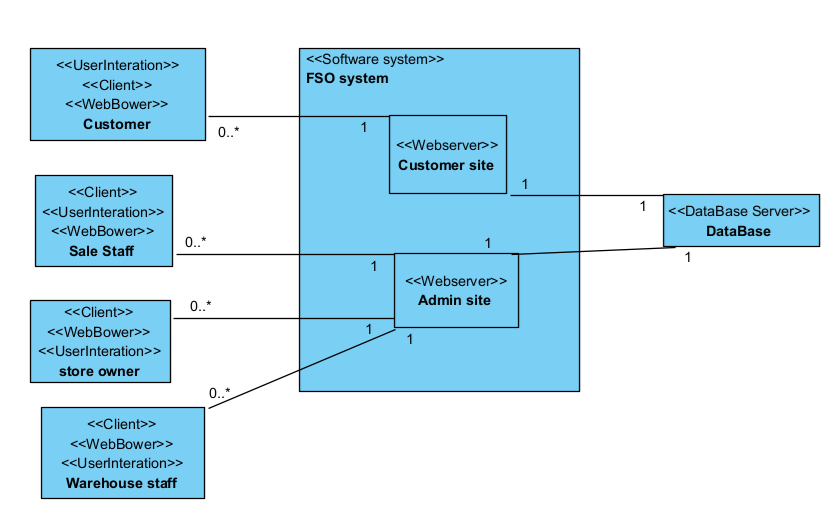 <<UserInteration>>
<<Client>>
<<WebBower>>
Customer
0..*
1
<<Software system>>
FSO system
<<Webserver>>
Customer site
1
1
<<DataBase Server>>
DataBase
1
1
<<Client>>
<<UserInteration>>
<<WebBower>>
Sale Staff
0..*
1
<<Webserver>>
Admin site
<<Client>>
<<WebBower>>
<<UserInteration>>
store owner
0..*
1
1
<<Client>>
<<WebBower>>
<<UserInteration>>
Warehouse staff
0..*